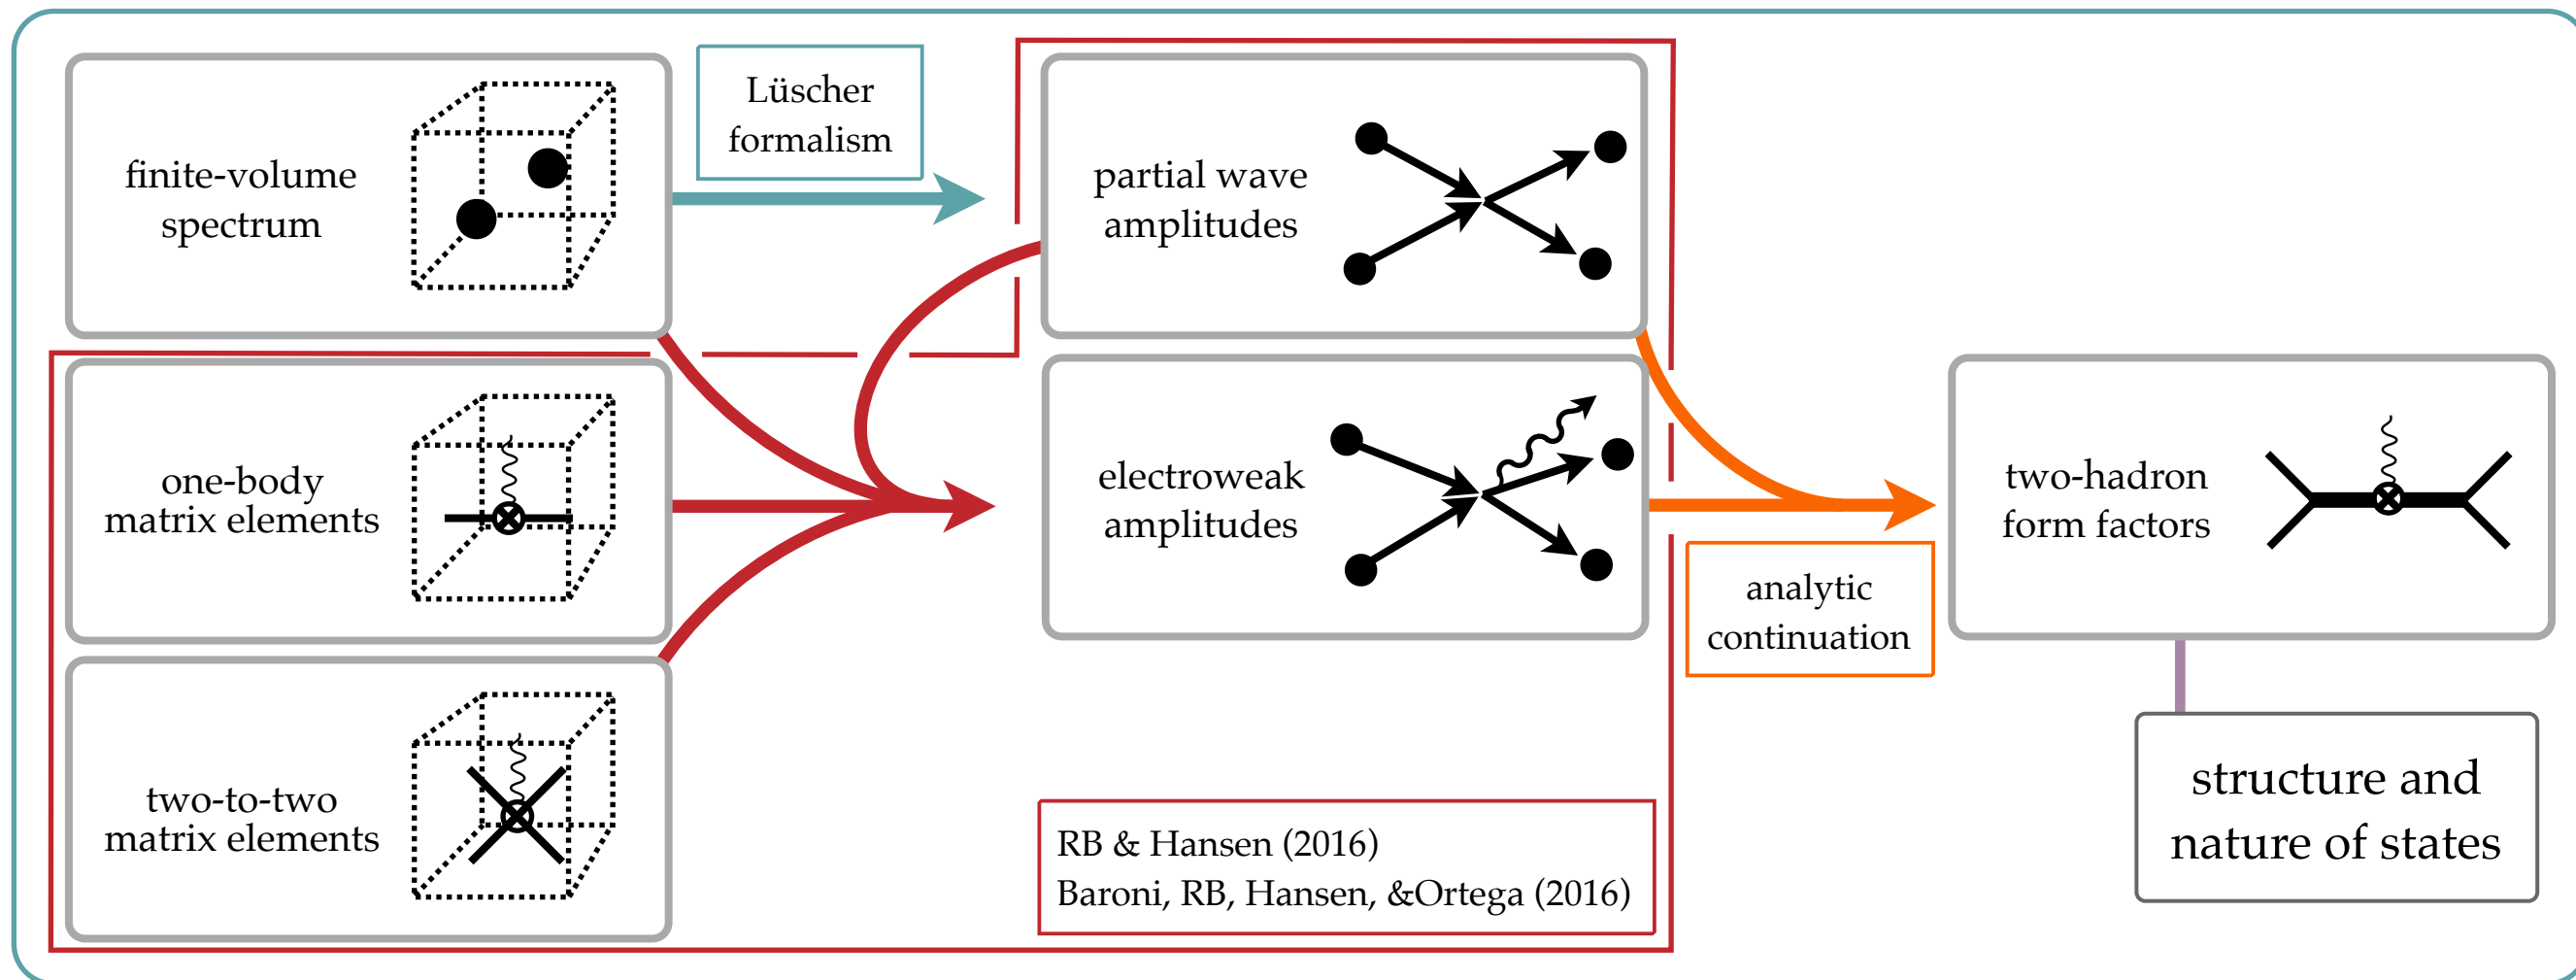 finite-volume
spectrum
Lüscher
formalism
partial wave
amplitudes
one-body
matrix elements
electroweak
amplitudes
two-hadron
form factors
analytic
continuation
two-to-two
matrix elements
RB & Hansen (2016)
Baroni, RB, Hansen, &Ortega (2016)
structure and
nature of states